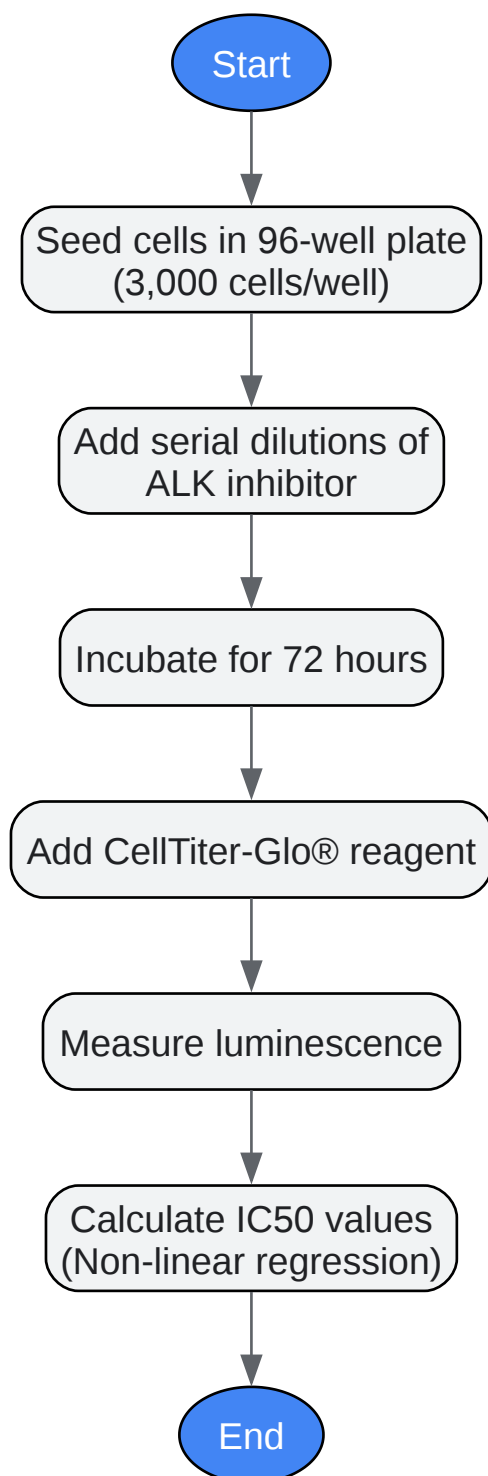 Start
Seed cells in 96-well plate
(3,000 cells/well)
Add serial dilutions of
ALK inhibitor
Incubate for 72 hours
Add CellTiter-Glo® reagent
Measure luminescence
Calculate IC50 values
(Non-linear regression)
End